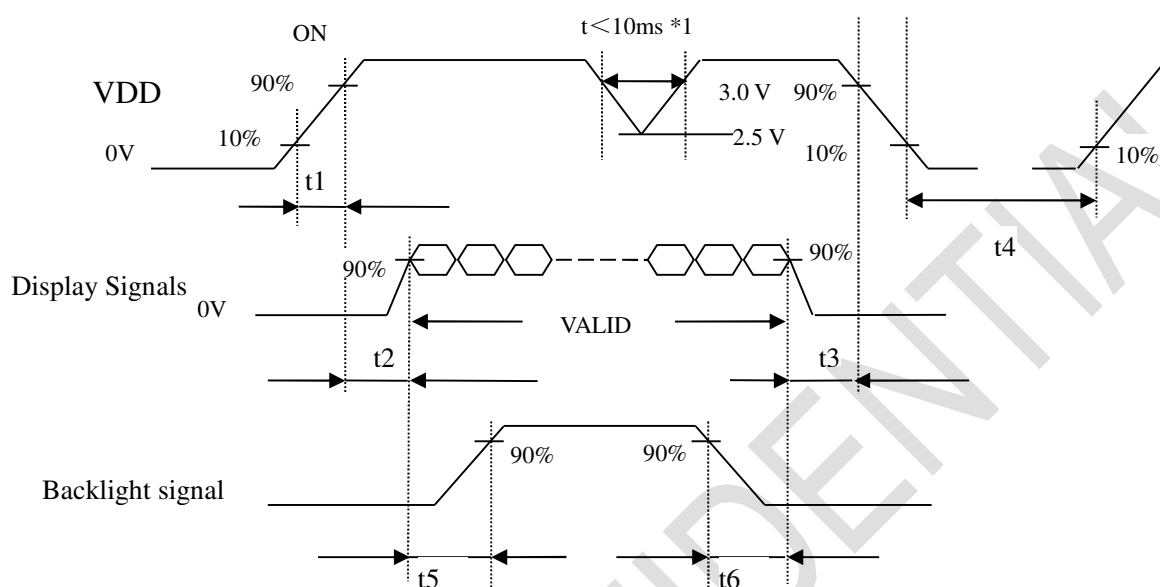 ON
t＜10ms *1
90%
VDD
3.0 V
90%
10%
0V
2.5 V
10%
10%
t1
t4
90%
90%
Display Signals
0V
VALID
t2
t3
90%
90%
Backlight signal
t5
t6